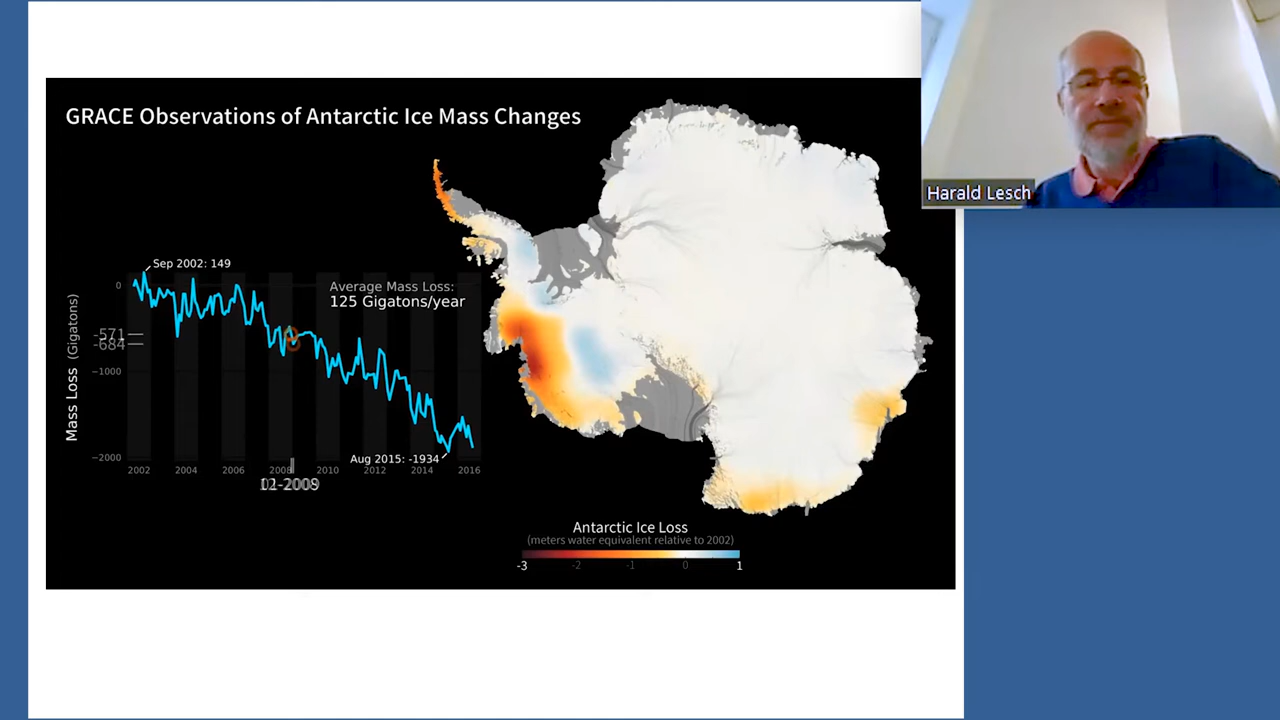 GRACE Observations of Antarctic Ice Mass Changes
Harald Lesch
Sep 2002: 149
Average Mass Loss:
125 Gigatons/year
Mass Loss (Gigatons)
0
-571
-684
−1000
−2000
Aug 2015: -1934
2002 2004 2006 2008 2010 2012 2014 2016
Antarctic Ice Loss
(meters water equivalent relative to 2002)
-3 -2 -1 0 1